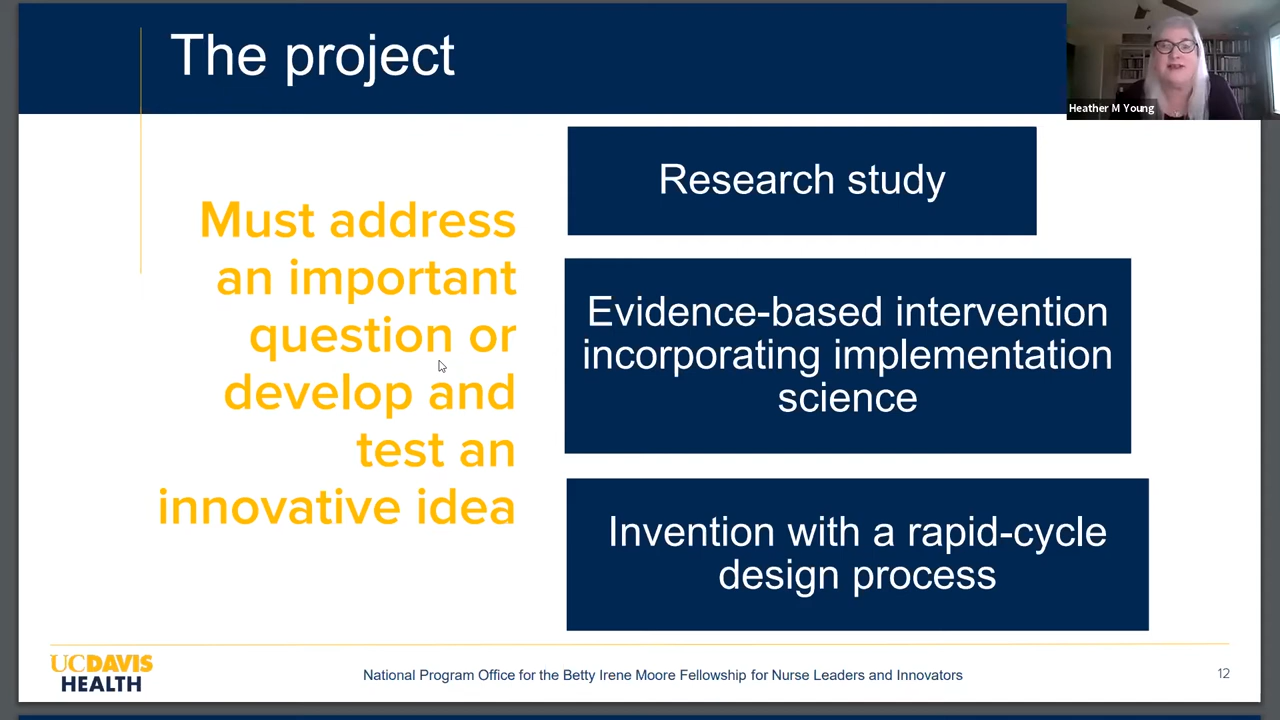 The project
Heather M Young
Must address
an important
question or
develop and
test an
innovative idea
Research study
Evidence-based intervention
incorporating implementation
science
Invention with a rapid-cycle
design process
UCDAVIS
HEALTH
National Program Office for the Betty Irene Moore Fellowship for Nurse Leaders and Innovators
12